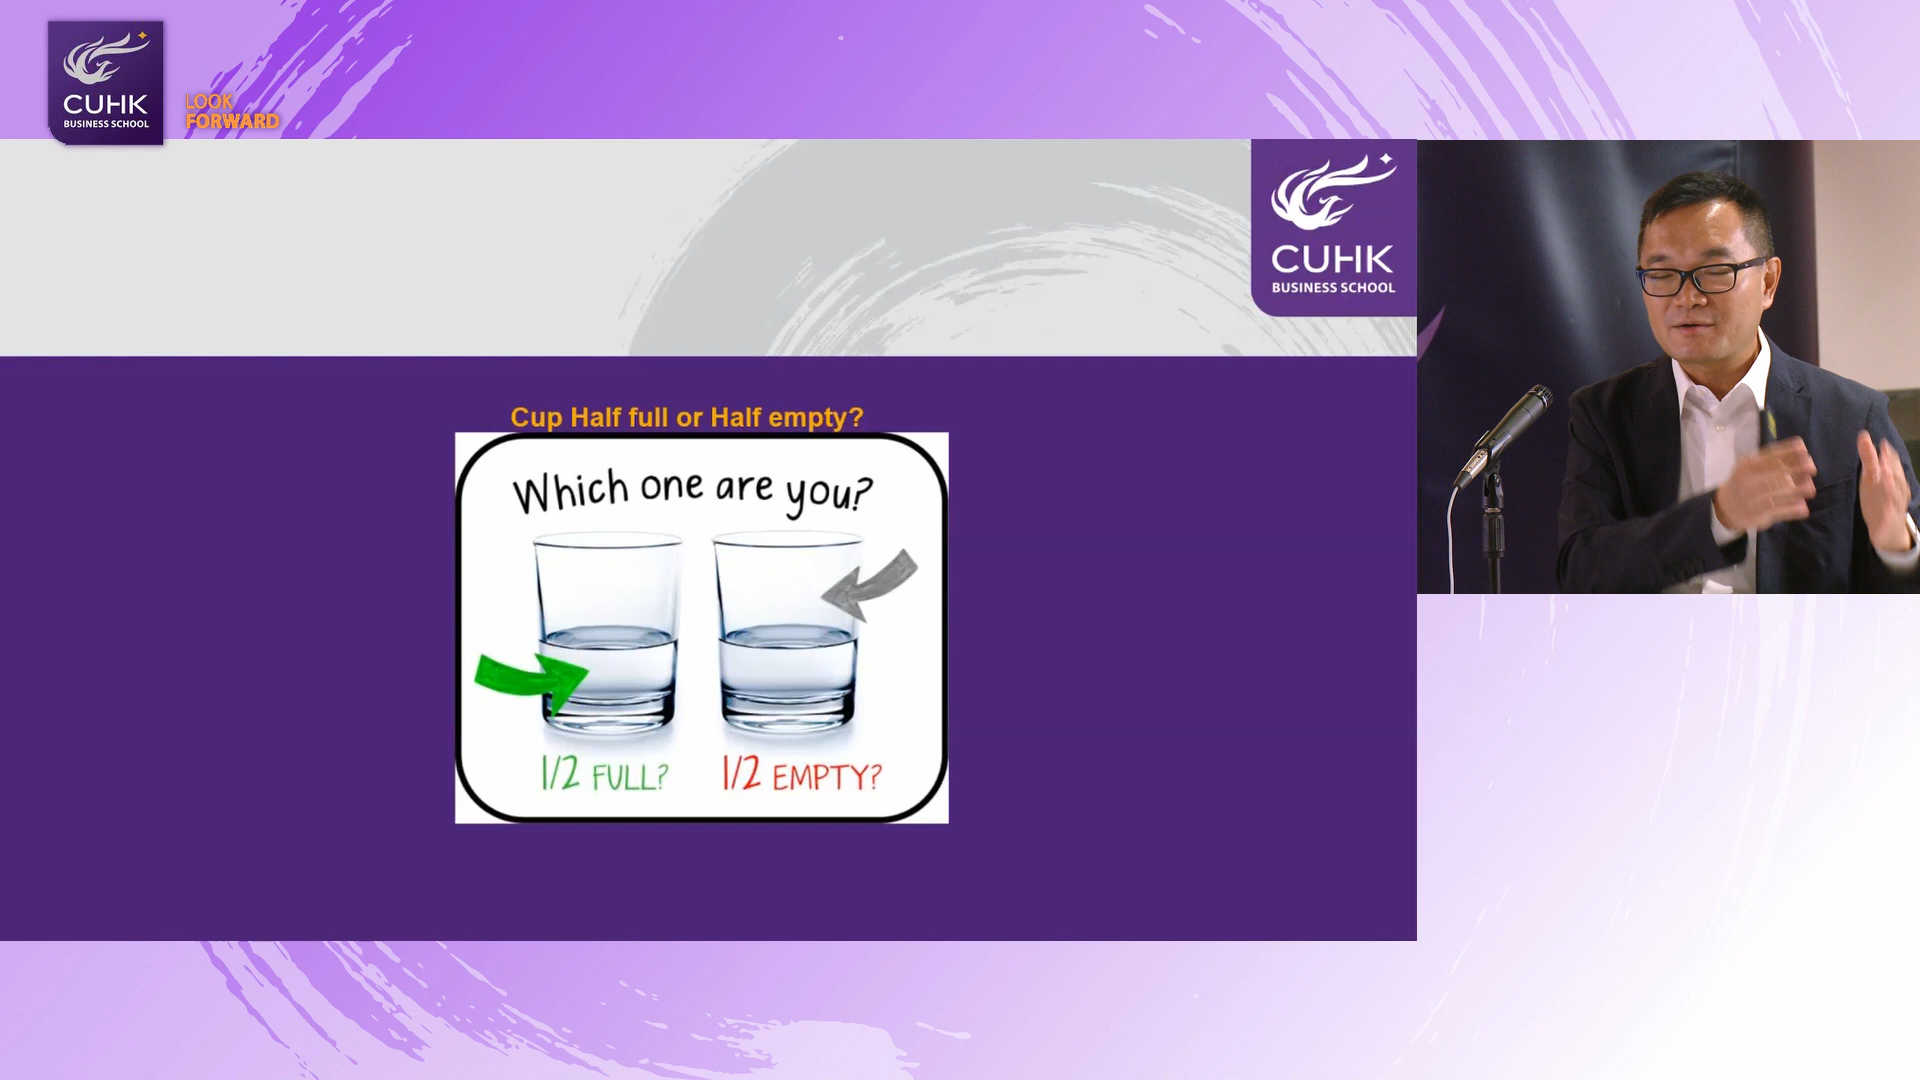 CUHK
BUSINESS SCHOOL
LOOK
FORWARD
CUHK
BUSINESS SCHOOL
Cup Half full or Half empty?
Which one are you?
1/2 FULL?
1/2 EMPTY?